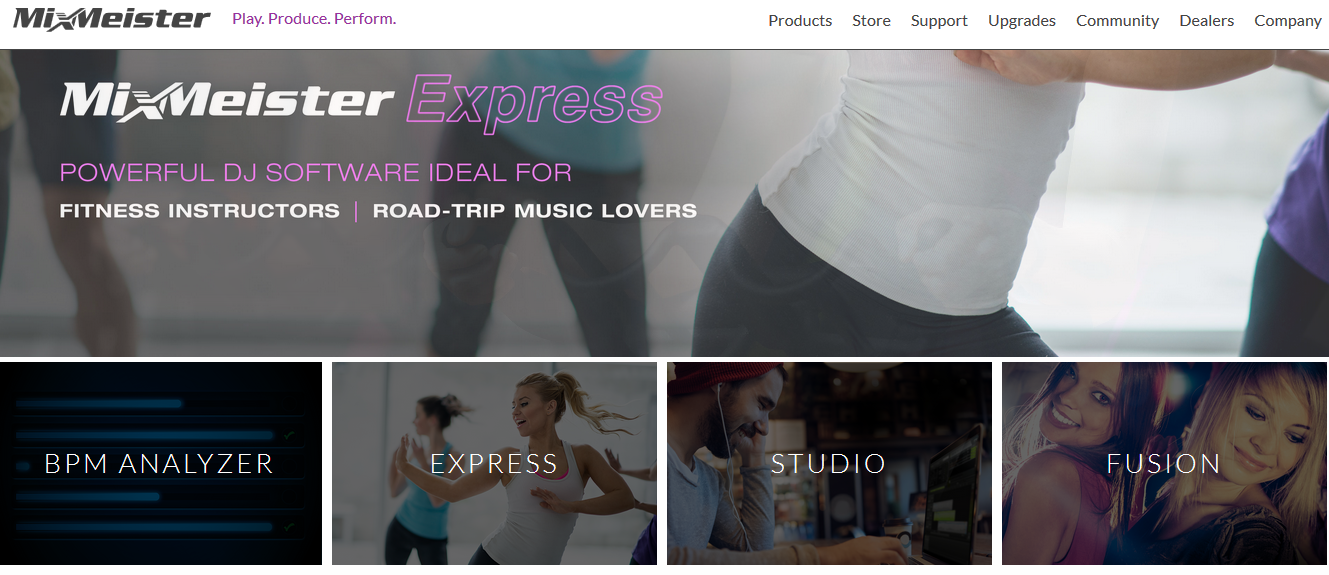 MixMeister Play. Produce. Perform. Products Store Support Upgrades Community Dealers Company
MixMeister Express
POWERFUL DJ SOFTWARE IDEAL FOR
FITNESS INSTRUCTORS | ROAD-TRIP MUSIC LOVERS
BPM ANALYZER EXPRESS STUDIO FUSION